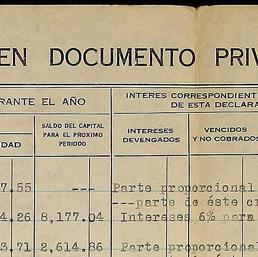 EN DOCUMENTO PRIV
RANTE EL AÑO
INTERES CORRESPONDIENT
DE ESTA DECLARA
DAD
SALDO DEL CAPITAL
PARA EL PROXIMO
PERIODO
INTERESES
DEVENGADOS
VENCIDOS
Y NO COBRADOS
7.55 --- Parte proporcional
---parte de éste cr
4.26 8,177.04 Intereses 6% para
3.71 2,614.86 Parte proporcional